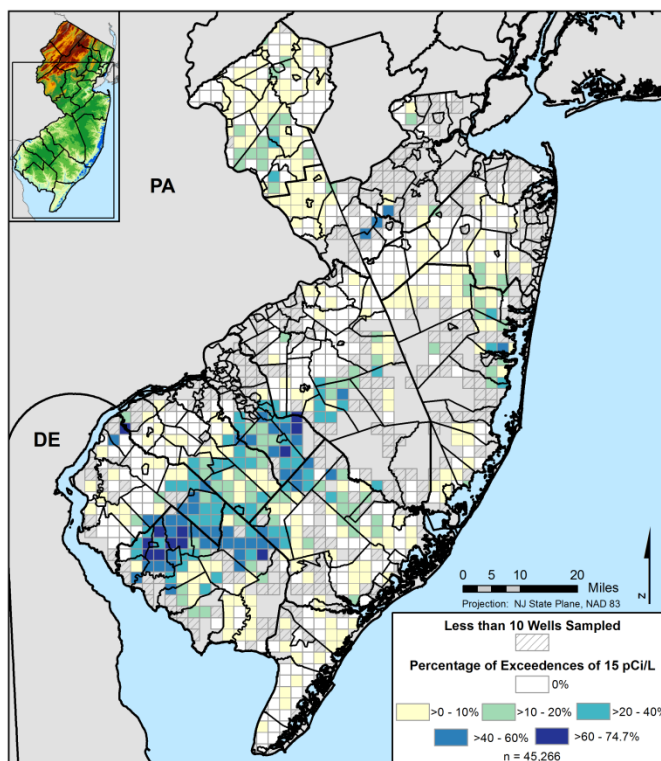 PA
DE
0 5 10 20
Miles
Projection: NJ State Plane, NAD 83
N
Less than 10 Wells Sampled
Percentage of Exceedences of 15 pCi/L
0%
>0 - 10% >10 - 20% >20 - 40%
>40 - 60% >60 - 74.7%
n = 45.266